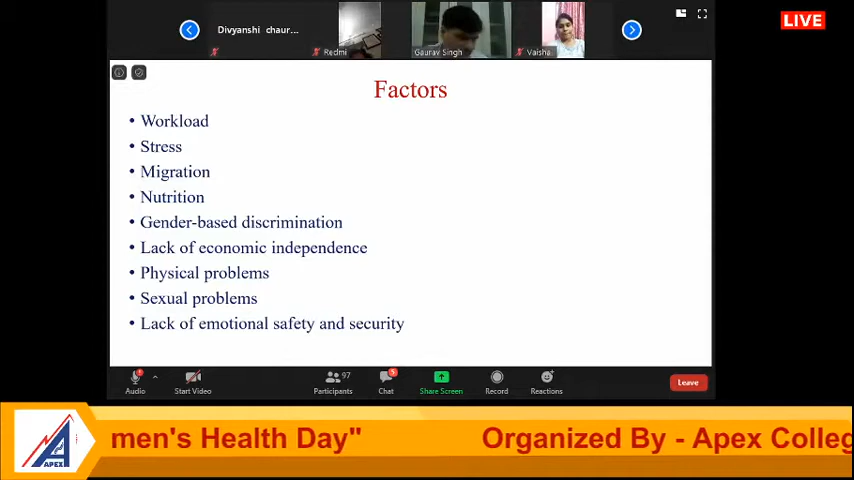 LIVE
Divyanshi chaur...
Redmi
Gaurav Singh
Vaisha
Factors
• Workload
• Stress
• Migration
• Nutrition
• Gender-based discrimination
• Lack of economic independence
• Physical problems
• Sexual problems
• Lack of emotional safety and security
97
5
Audio
Start Video
Participants
Chat
Share Screen
Record
Reactions
Leave
APEX
men's Health Day"
Organized By - Apex Colleg